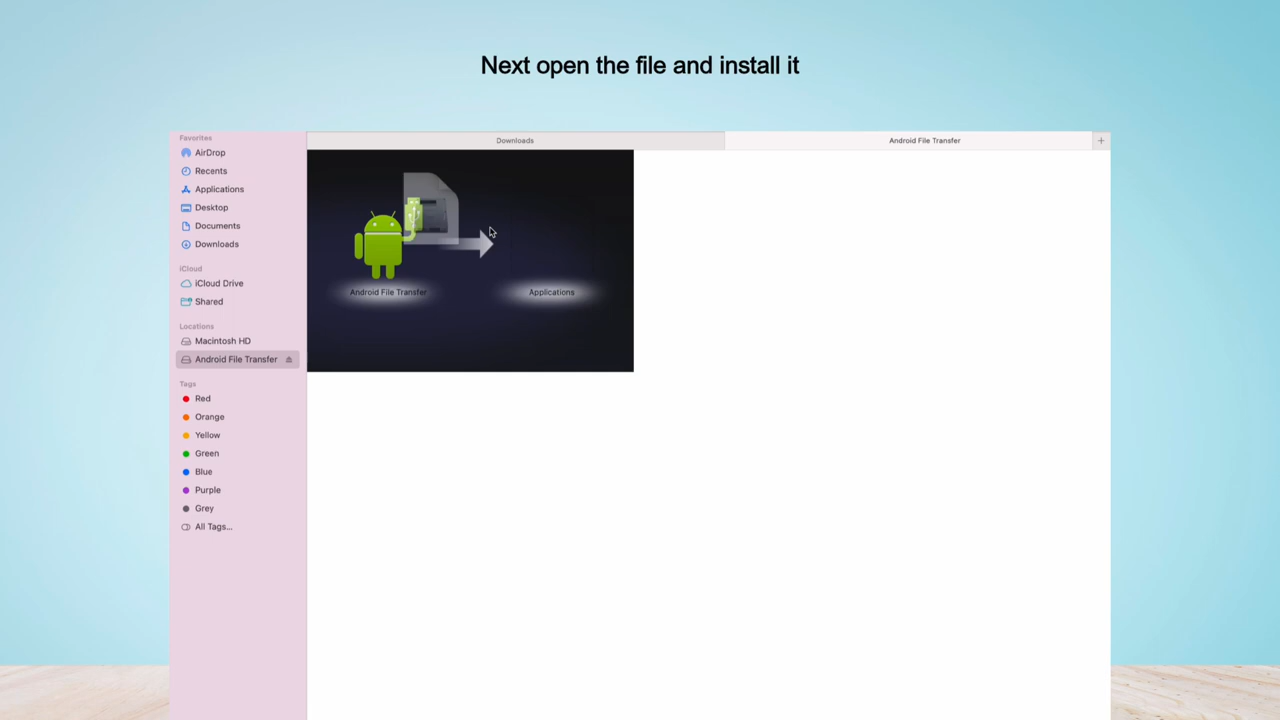 Next open the file and install it
Favorites
AirDrop
Recents
Applications
Desktop
Documents
Downloads
iCloud
iCloud Drive
Shared
Locations
Macintosh HD
Android File Transfer
Tags
Red
Orange
Yellow
Green
Blue
Purple
Grey
All Tags...
Downloads
Android File Transfer
Android File Transfer
Applications